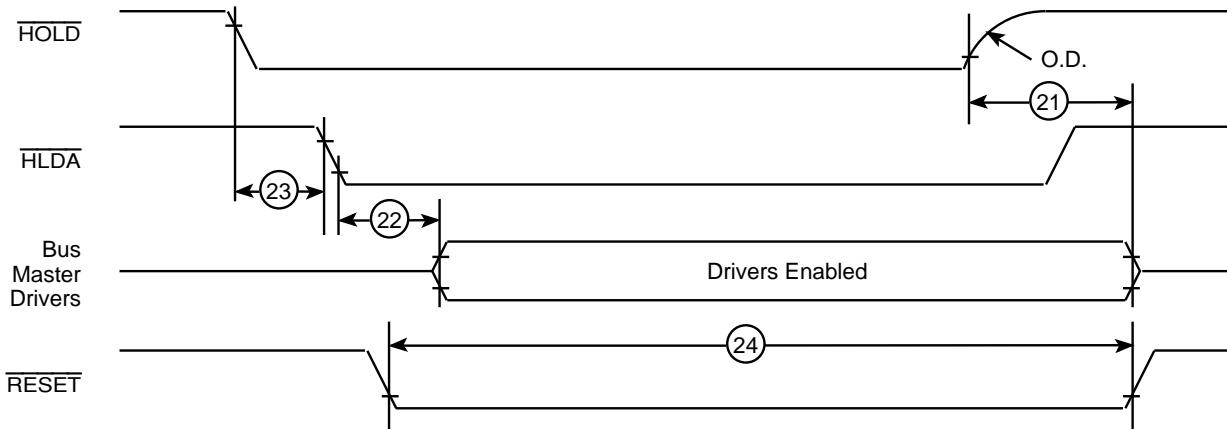 HOLD
O.D.
21
HLDA
23
22
Bus
Master
Drivers
Drivers Enabled
24
RESET